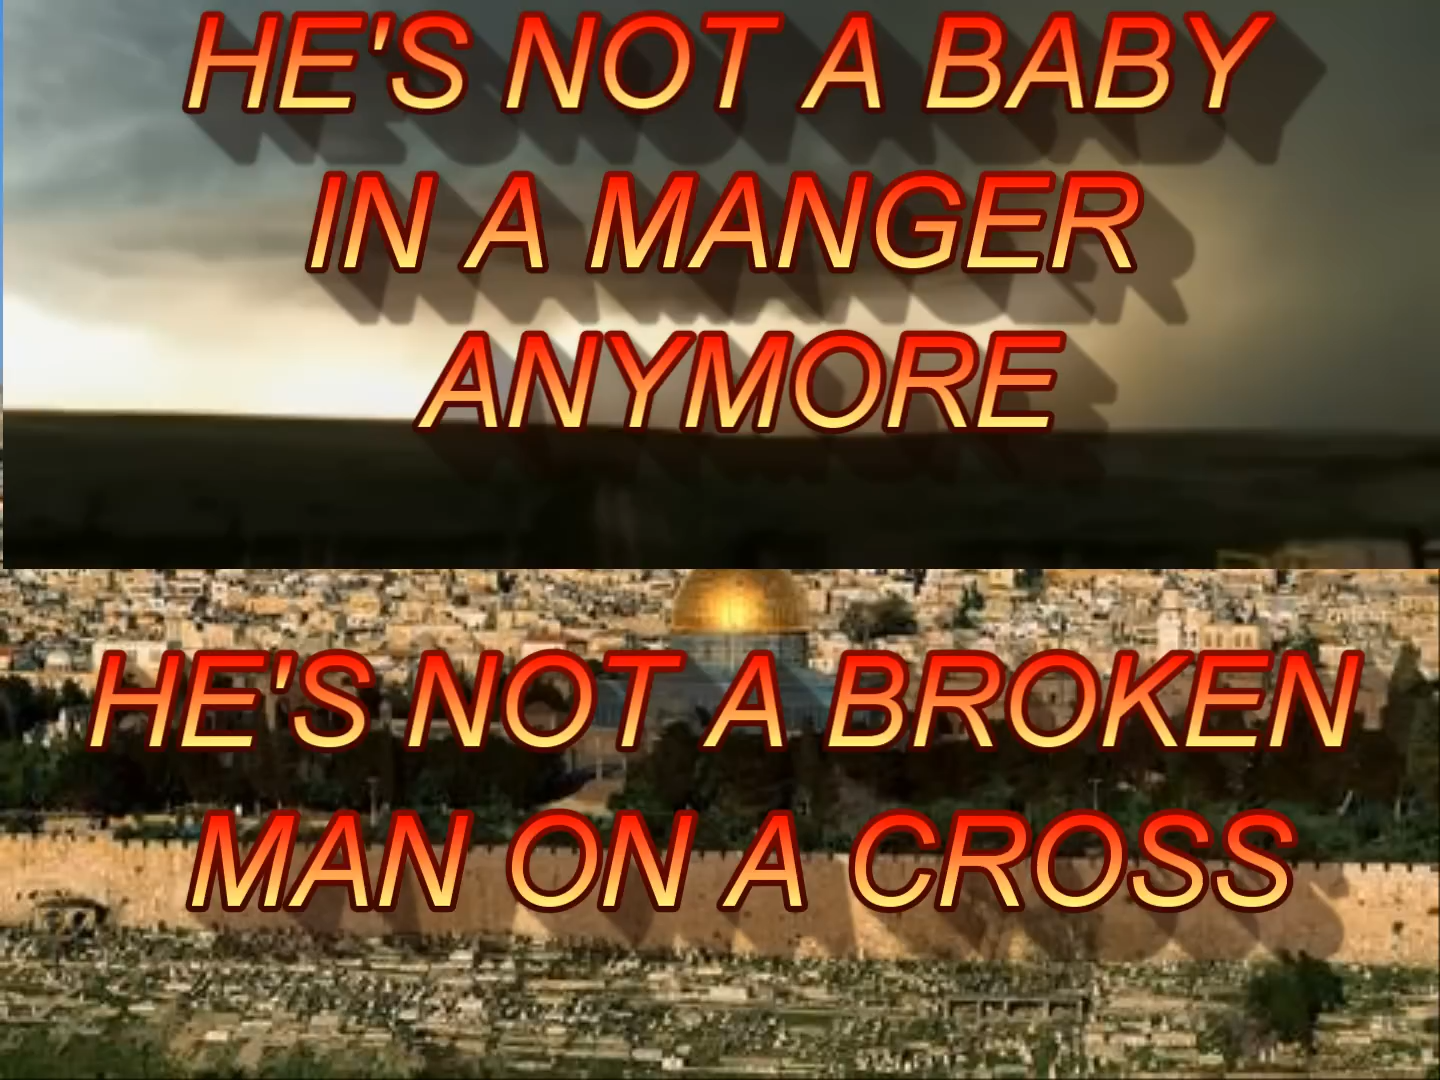 HE'S NOT A BABY
IN A MANGER
ANYMORE
HE'S NOT A BROKEN
MAN ON A CROSS